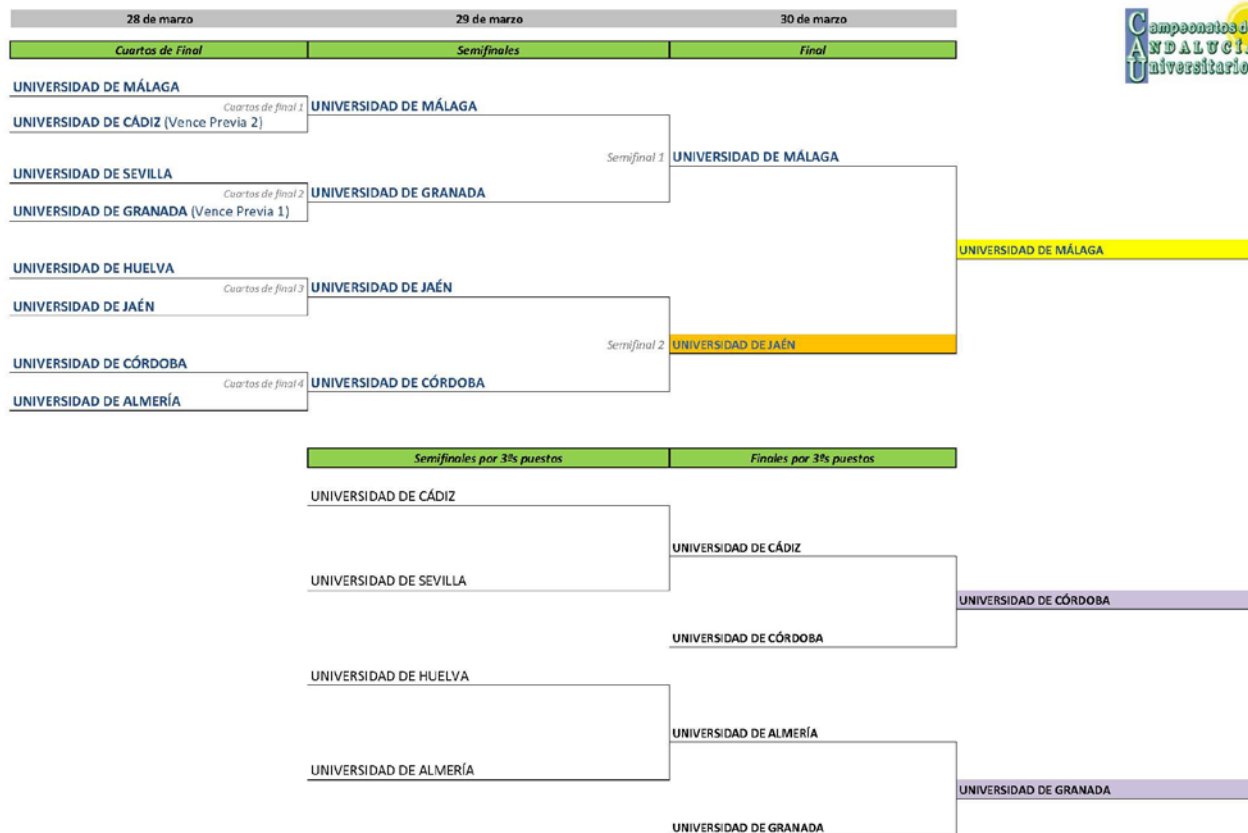 28 de marzo 29 de marzo 30 de marzo
Campeonatos d
ANDALUCÍ
Universitario
Cuartos de Final Semifinales Final
UNIVERSIDAD DE MÁLAGA
Cuartos de final 1 UNIVERSIDAD DE MÁLAGA
UNIVERSIDAD DE CÁDIZ (Vence Previa 2)
Semifinal 1 UNIVERSIDAD DE MÁLAGA
UNIVERSIDAD DE SEVILLA
Cuartos de final 2 UNIVERSIDAD DE GRANADA
UNIVERSIDAD DE GRANADA (Vence Previa 1)
UNIVERSIDAD DE MÁLAGA
UNIVERSIDAD DE HUELVA
Cuartos de final 3 UNIVERSIDAD DE JAÉN
UNIVERSIDAD DE JAÉN
Semifinal 2 UNIVERSIDAD DE JAÉN
UNIVERSIDAD DE CÓRDOBA
Cuartos de final 4 UNIVERSIDAD DE CÓRDOBA
UNIVERSIDAD DE ALMERÍA
Semifinales por 3ºs puestos Finales por 3ºs puestos
UNIVERSIDAD DE CÁDIZ
UNIVERSIDAD DE CÁDIZ
UNIVERSIDAD DE SEVILLA
UNIVERSIDAD DE CÓRDOBA
UNIVERSIDAD DE CÓRDOBA
UNIVERSIDAD DE HUELVA
UNIVERSIDAD DE ALMERÍA
UNIVERSIDAD DE ALMERÍA
UNIVERSIDAD DE GRANADA
UNIVERSIDAD DE GRANADA